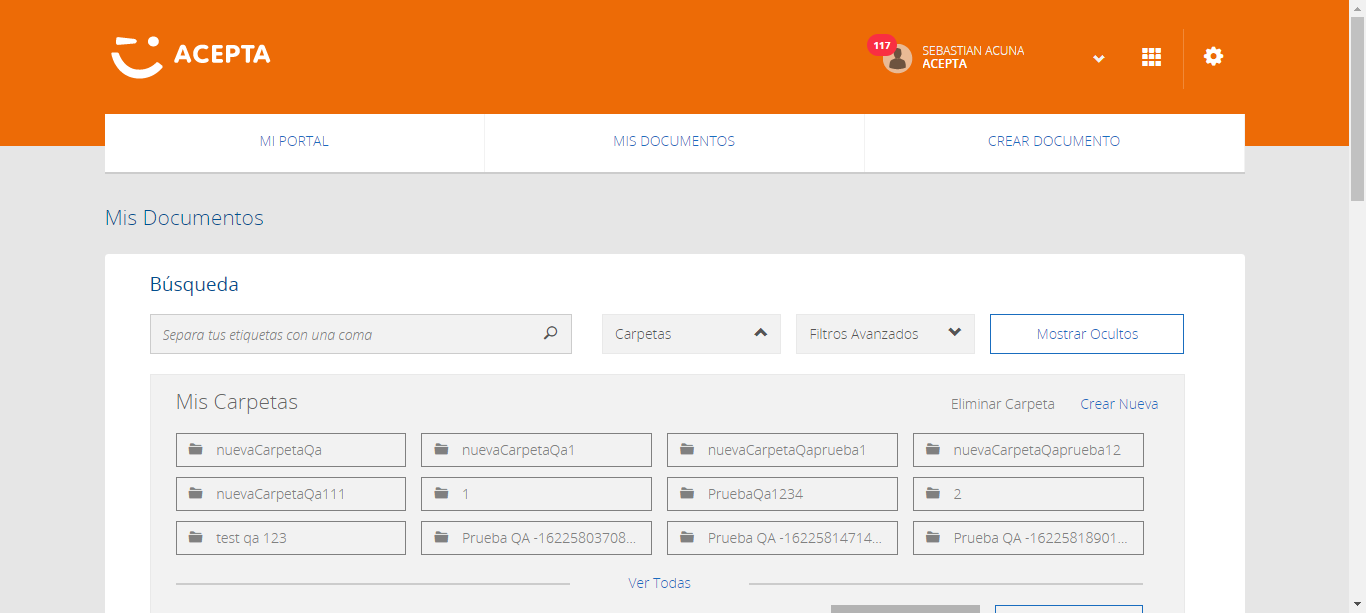 ACEPTA
117
SEBASTIAN ACUNA
ACEPTA
MI PORTAL
MIS DOCUMENTOS
CREAR DOCUMENTO
Mis Documentos
Búsqueda
Separa tus etiquetas con una coma
Carpetas
Filtros Avanzados
Mostrar Ocultos
Mis Carpetas
Eliminar Carpeta
Crear Nueva
nuevaCarpetaQa
nuevaCarpetaQa1
nuevaCarpetaQaprueba1
nuevaCarpetaQaprueba12
nuevaCarpetaQa111
1
PruebaQa1234
2
test qa 123
Prueba QA -16225803708...
Prueba QA -16225814714...
Prueba QA -16225818901...
Ver Todas